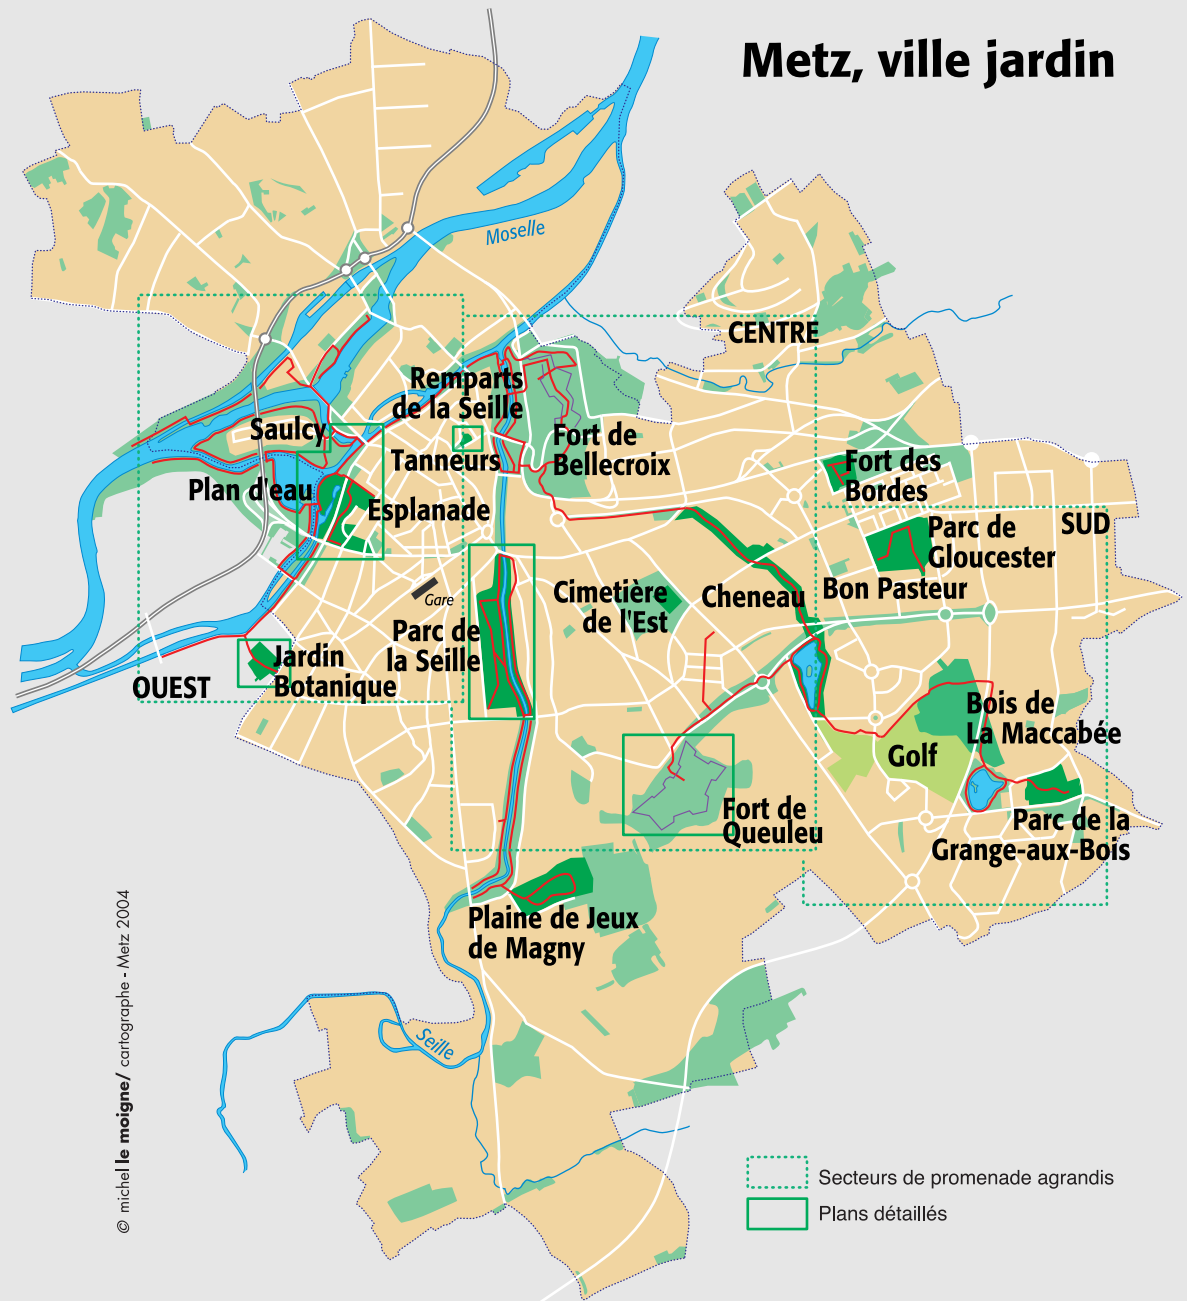 Metz, ville jardin
Moselle
CENTRE
Remparts
de la Seille
Saulcy
Tanneurs
Fort de
Bellecroix
Fort des
Bordes
Plan d'eau
Esplanade
Parc de
Gloucester
SUD
Bon Pasteur
Cimetière
de l'Est
Cheneau
Gare
Parc de
la Seille
Jardin
Botanique
OUEST
Bois de
La Maccabée
Golf
Fort de
Queuleu
Parc de la
Grange-aux-Bois
Plaine de Jeux
de Magny
Seille
© michel le moigne/ cartographe - Metz 2004
Secteurs de promenade agrandis
Plans détaillés